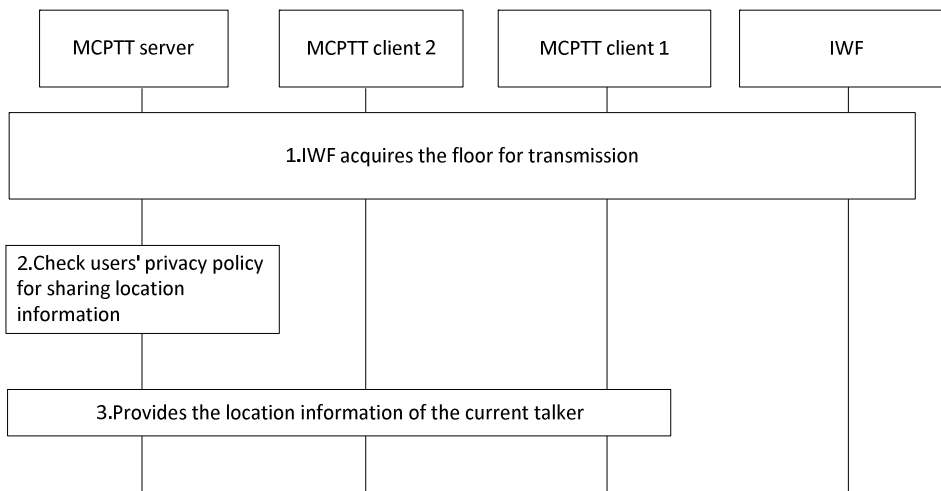 MCPTT server
MCPTT client 2
MCPTT client 1
IWF
1.IWF acquires the floor for transmission
2.Check users' privacy policy
for sharing location
information
3.Provides the location information of the current talker